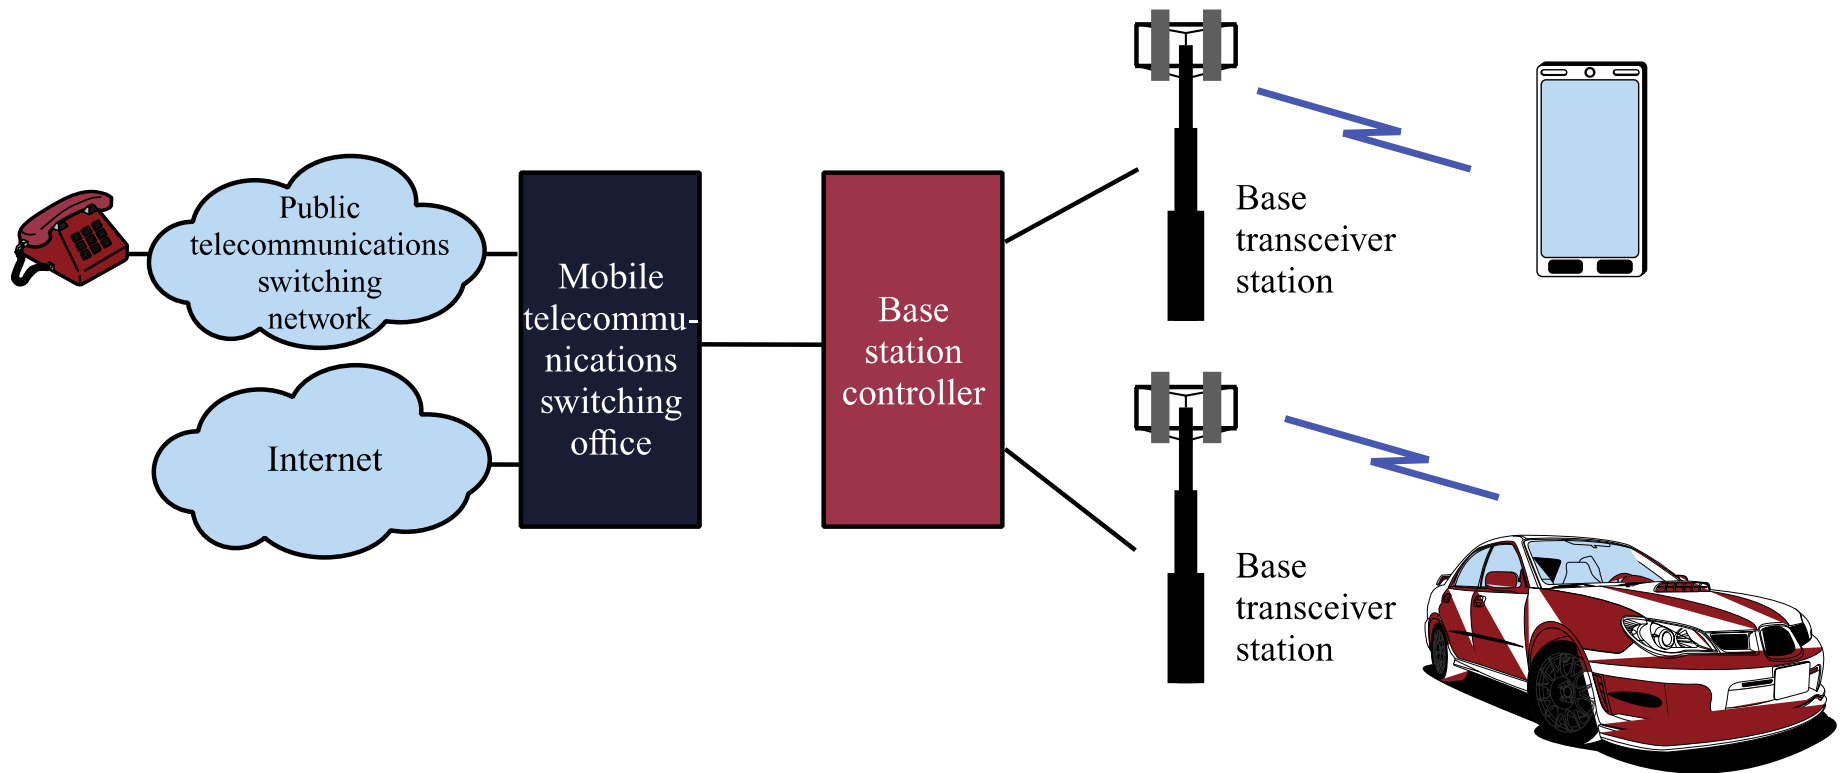 Public
telecommunications
switching
network
Internet
Mobile
telecommu-
nications
switching
office
Base
station
controller
Base
transceiver
station
Base
transceiver
station